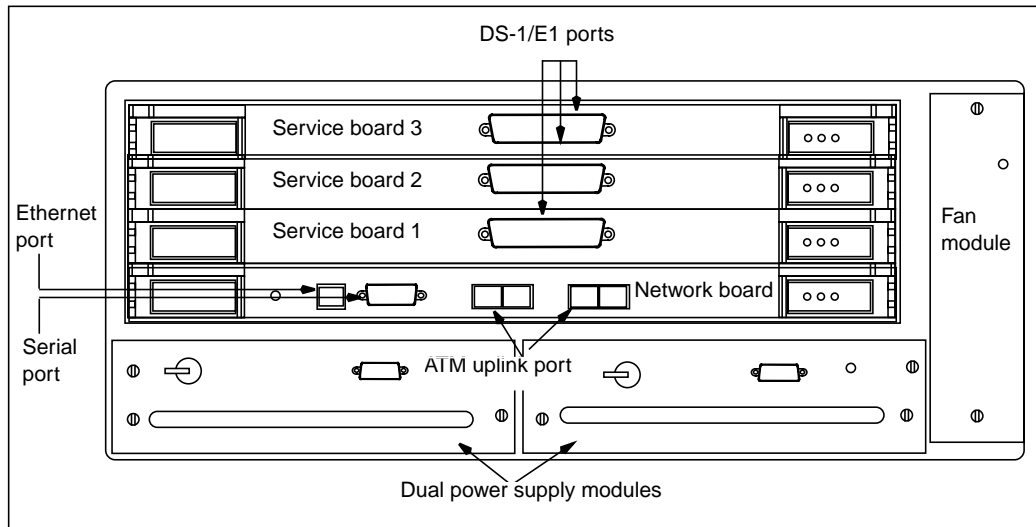 DS-1/E1 ports
Service board 3
Service board 2
Service board 1
Ethernet
port
Fan
module
Network board
Serial
port
ATM uplink port
Dual power supply modules